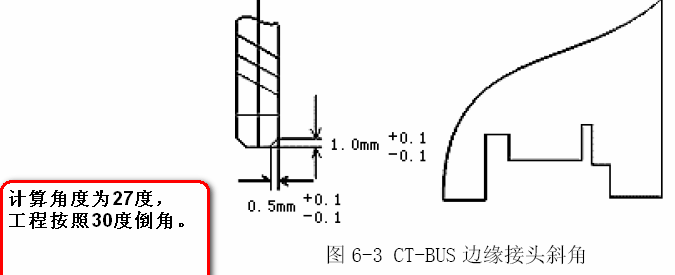 1.0mm +0.1
-0.1
0.5mm +0.1
-0.1
计算角度为27度，
工程按照30度倒角。
图 6-3 CT-BUS 边缘接头斜角